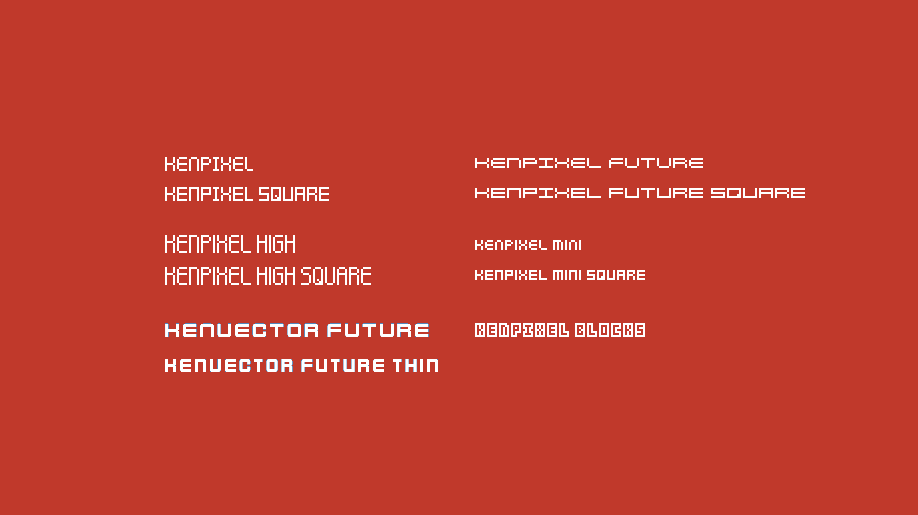 KENPIXEL
KENPIXEL SQUARE
KENPIXEL HIGH
KENPIXEL HIGH SQUARE
KENVECTOR FUTURE
KENVECTOR FUTURE THIN
KENPIXEL FUTURE
KENPIXEL FUTURE SQUARE
KENPIXEL MINI
KENPIXEL MINI SQUARE
KENPIXEL BLOCKS